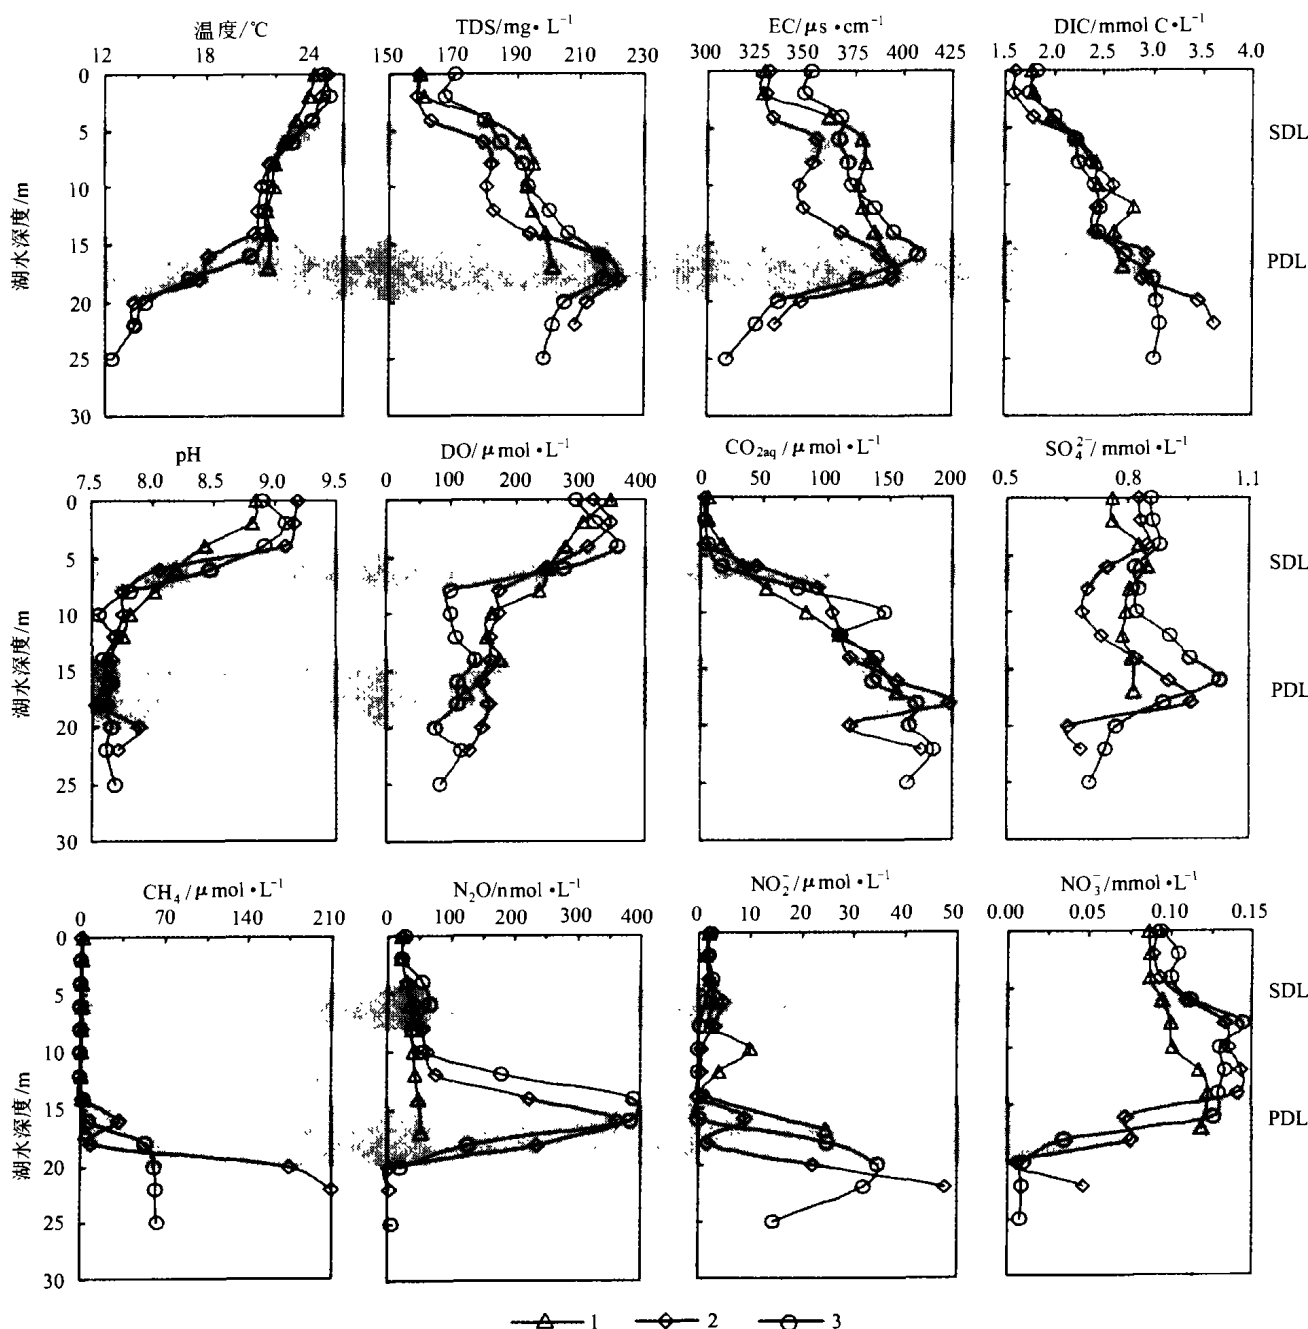 温度/℃ TDS/mg• L⁻¹ EC/μs •cm⁻¹ DIC/mmol C•L⁻¹
12 18 24 150 170 190 210 230 300 325 350 375 400 425 1.5 2.0 2.5 3.0 3.5 4.0
0
5 SDL
10
15 PDL
20
25
30
湖水深度/m
pH DO/μmol•L⁻¹ CO₂aq/μmol•L⁻¹ SO₄²⁻/mmol•L⁻¹
7.5 8.0 8.5 9.0 9.5 0 100 200 300 400 0 50 100 150 200 0.5 0.8 1.1
0
5 SDL
10
15 PDL
20
25
30
湖水深度/m
CH₄/μmol•L⁻¹ N₂O/nmol•L⁻¹ NO₂⁻/μmol•L⁻¹ NO₃⁻/mmol•L⁻¹
0 70 140 210 0 100 200 300 400 0 10 20 30 40 50 0.00 0.05 0.10 0.15
0
5 SDL
10
15 PDL
20
25
30
湖水深度/m
1 2 3